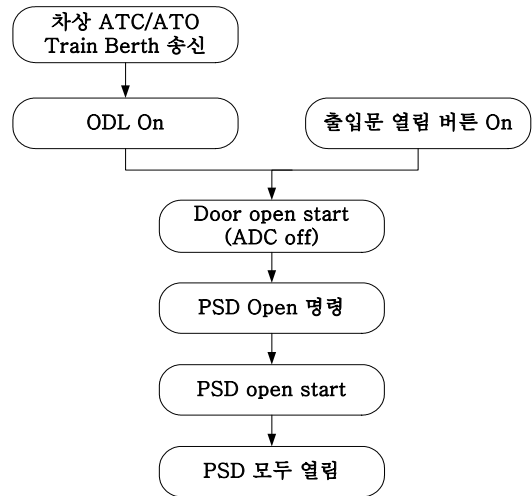 차상 ATC/ATO
Train Berth 송신
ODL On
출입문 열림 버튼 On
Door open start
(ADC off)
PSD Open 명령
PSD open start
PSD 모두 열림